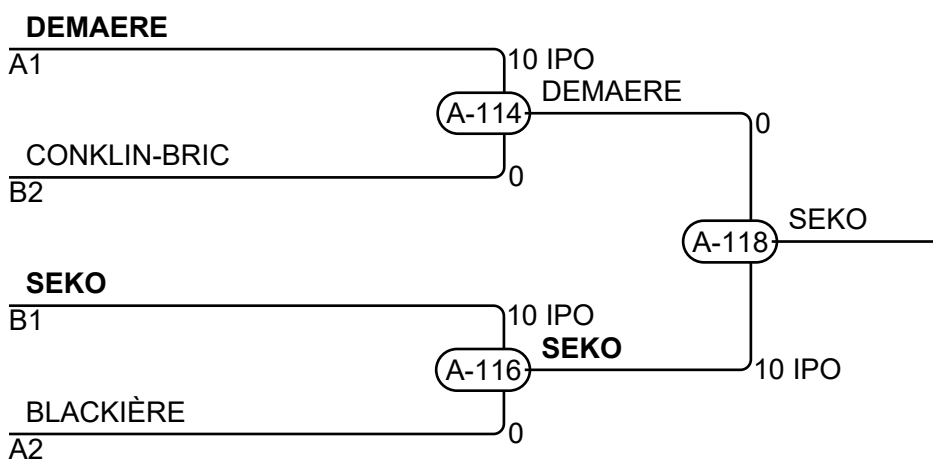 DEMAERE
A1
10 IPO
A-114
DEMAERE
CONKLIN-BRIC
B2
0
0
A-118
SEKO
SEKO
B1
10 IPO
A-116
SEKO
10 IPO
BLACKIÈRE
A2
0